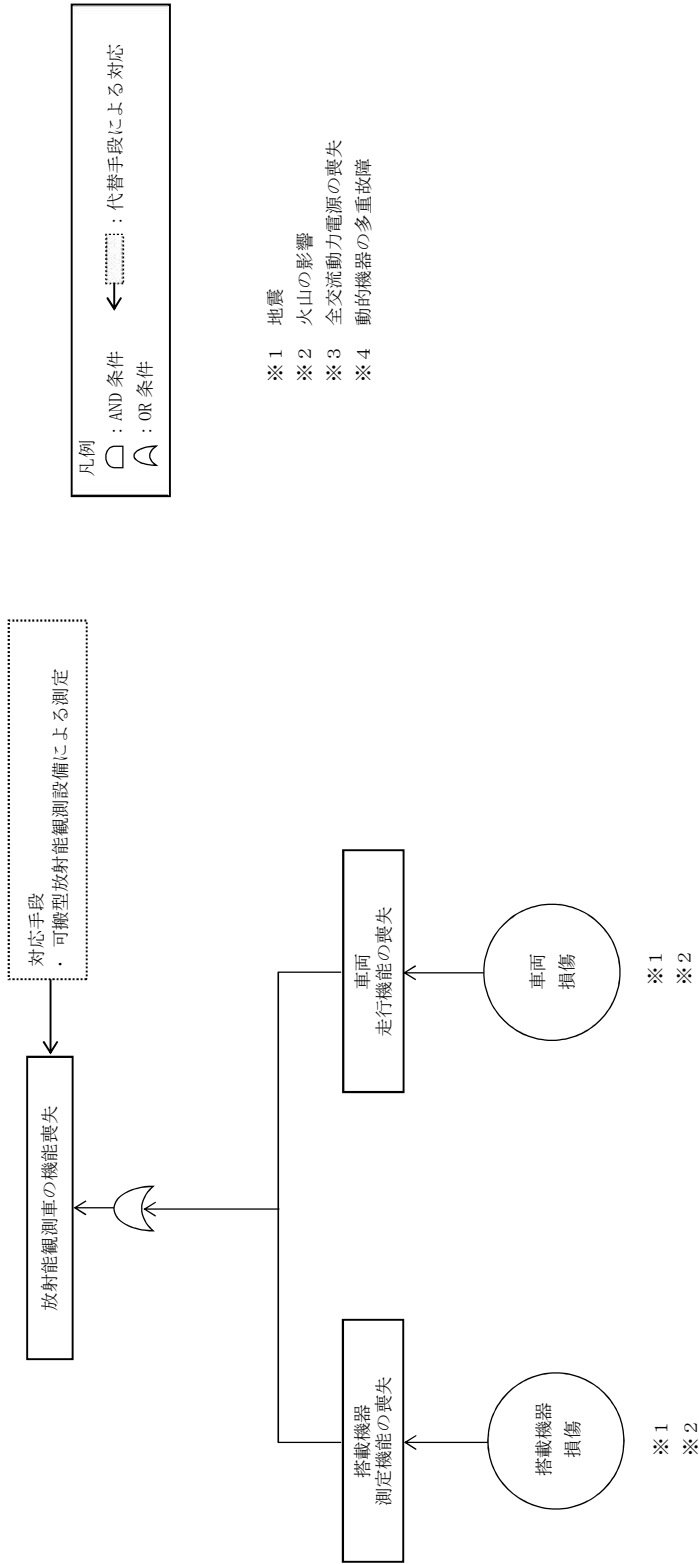 放射能観測車の機能喪失
対応手段
・可搬型放射能観測設備による測定
搭載機器
測定機能の喪失
車両
走行機能の喪失
搭載機器
損傷
車両
損傷
※1
※2
※1
※2
凡例
：AND 条件 ：代替手段による対応
：OR 条件
※1 地震
※2 火山の影響
※3 全交流動力電源の喪失
※4 動的機器の多重故障